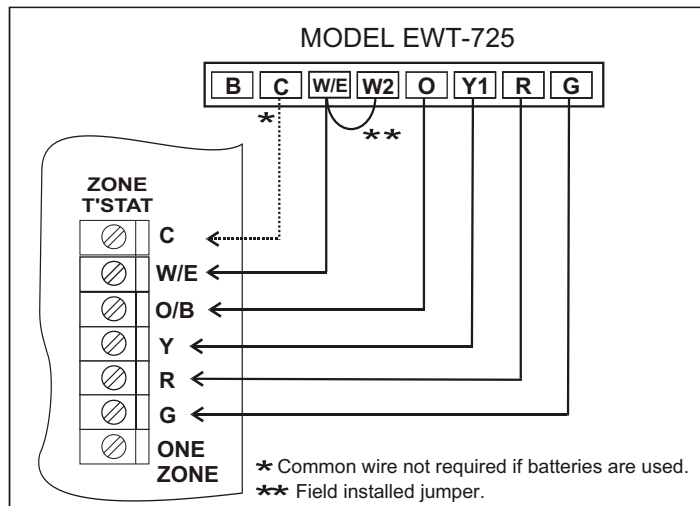 MODEL EWT-725
B C W/E W2 O Y1 R G
* **
ZONE
T'STAT
C
W/E
O/B
Y
R
G
ONE
ZONE
* Common wire not required if batteries are used.
** Field installed jumper.